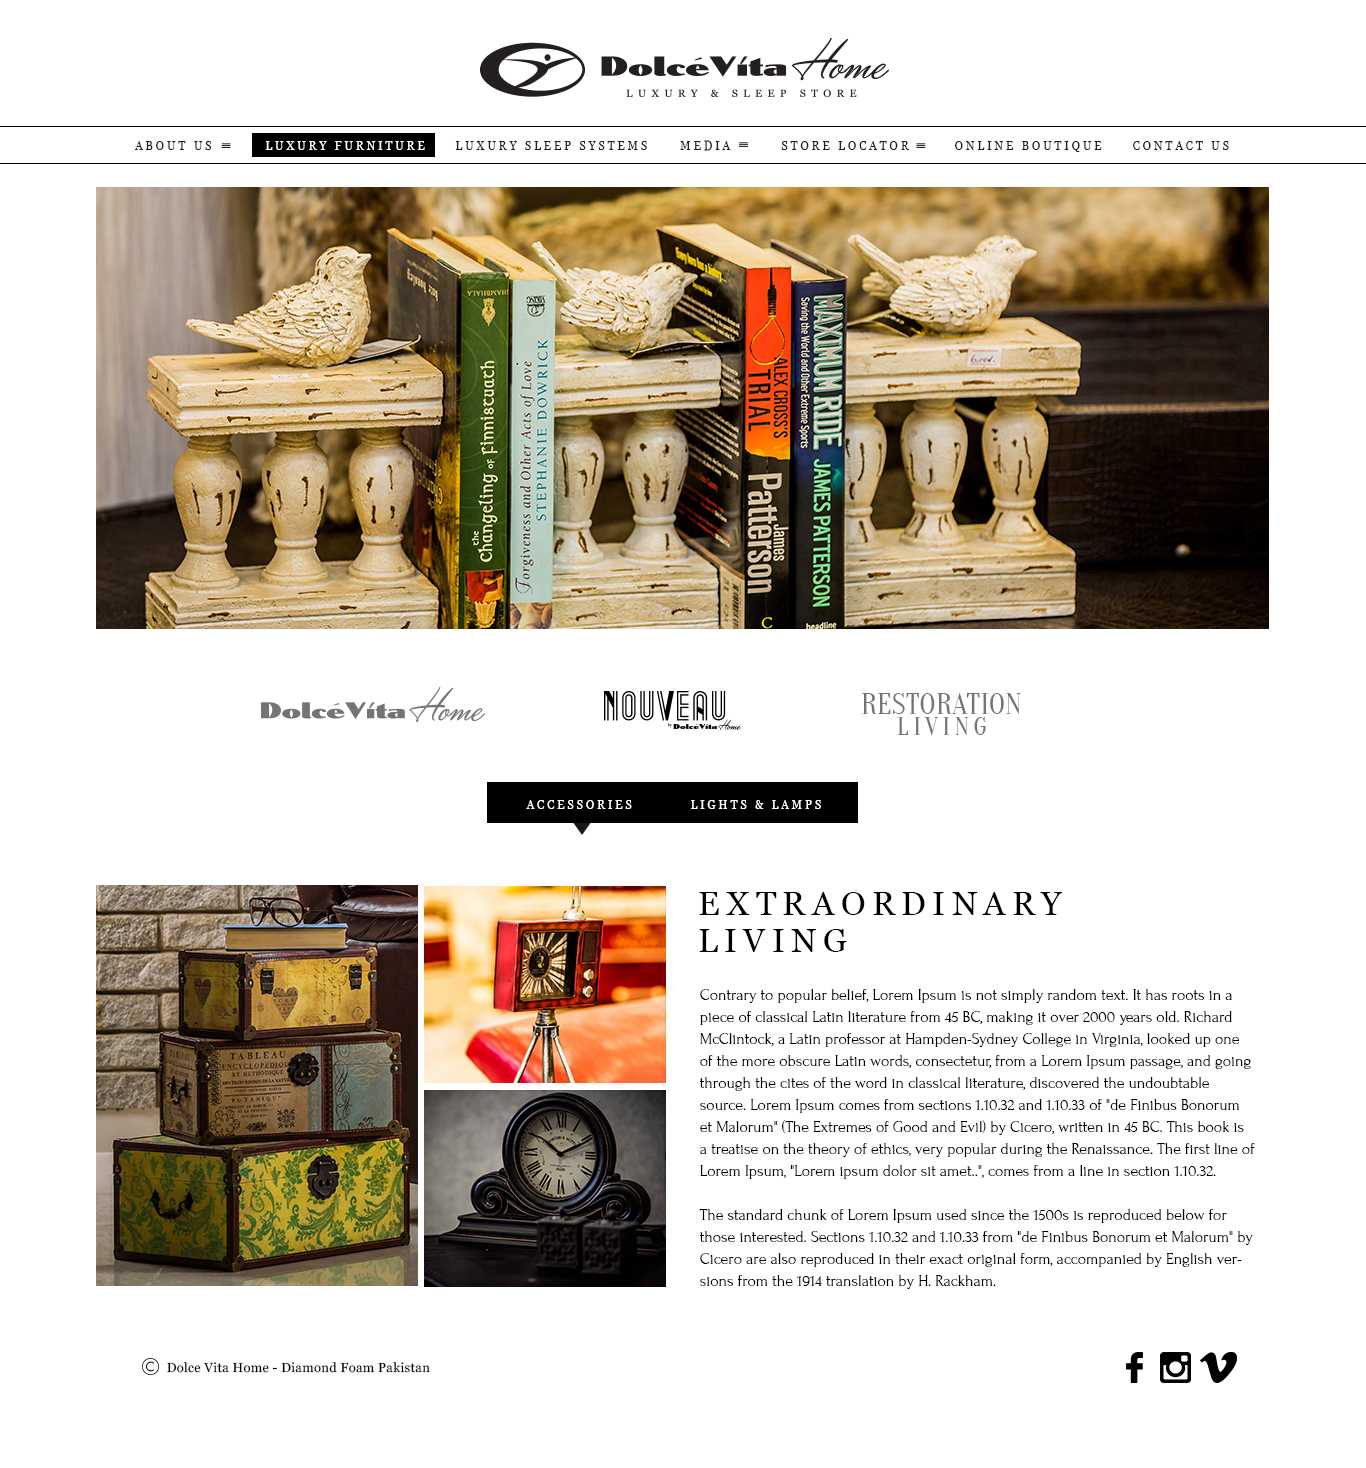 DolcéVita Home
LUXURY & SLEEP STORE
ABOUT US
LUXURY FURNITURE
LUXURY SLEEP SYSTEMS
MEDIA
STORE LOCATOR
ONLINE BOUTIQUE
CONTACT US
SHAMBHALA
the Changeling of Finnistuath
Forgiveness and Other Acts of Love
STEPHANIE DOWRICK
ALEX CROSS'S TRIAL
James Patterson
C
MAXIMUM RIDE
Saving the World and Other Extreme Sports
JAMES PATTERSON
headline
DolcéVita Home
NOUVEAU
by DolcéVita Home
RESTORATION
LIVING
ACCESSORIES
LIGHTS & LAMPS
TABLEAU
ENCYCLOPEDIQUE
ET METHODIQUE
BOTANIQUE
EXTRAORDINARY
LIVING
Contrary to popular belief, Lorem Ipsum is not simply random text. It has roots in a
piece of classical Latin literature from 45 BC, making it over 2000 years old. Richard
McClintock, a Latin professor at Hampden-Sydney College in Virginia, looked up one
of the more obscure Latin words, consectetur, from a Lorem Ipsum passage, and going
through the cites of the word in classical literature, discovered the undoubtable
source. Lorem Ipsum comes from sections 1.10.32 and 1.10.33 of "de Finibus Bonorum
et Malorum" (The Extremes of Good and Evil) by Cicero, written in 45 BC. This book is
a treatise on the theory of ethics, very popular during the Renaissance. The first line of
Lorem Ipsum, "Lorem ipsum dolor sit amet..", comes from a line in section 1.10.32.
The standard chunk of Lorem Ipsum used since the 1500s is reproduced below for
those interested. Sections 1.10.32 and 1.10.33 from "de Finibus Bonorum et Malorum" by
Cicero are also reproduced in their exact original form, accompanied by English ver-
sions from the 1914 translation by H. Rackham.
© Dolce Vita Home - Diamond Foam Pakistan